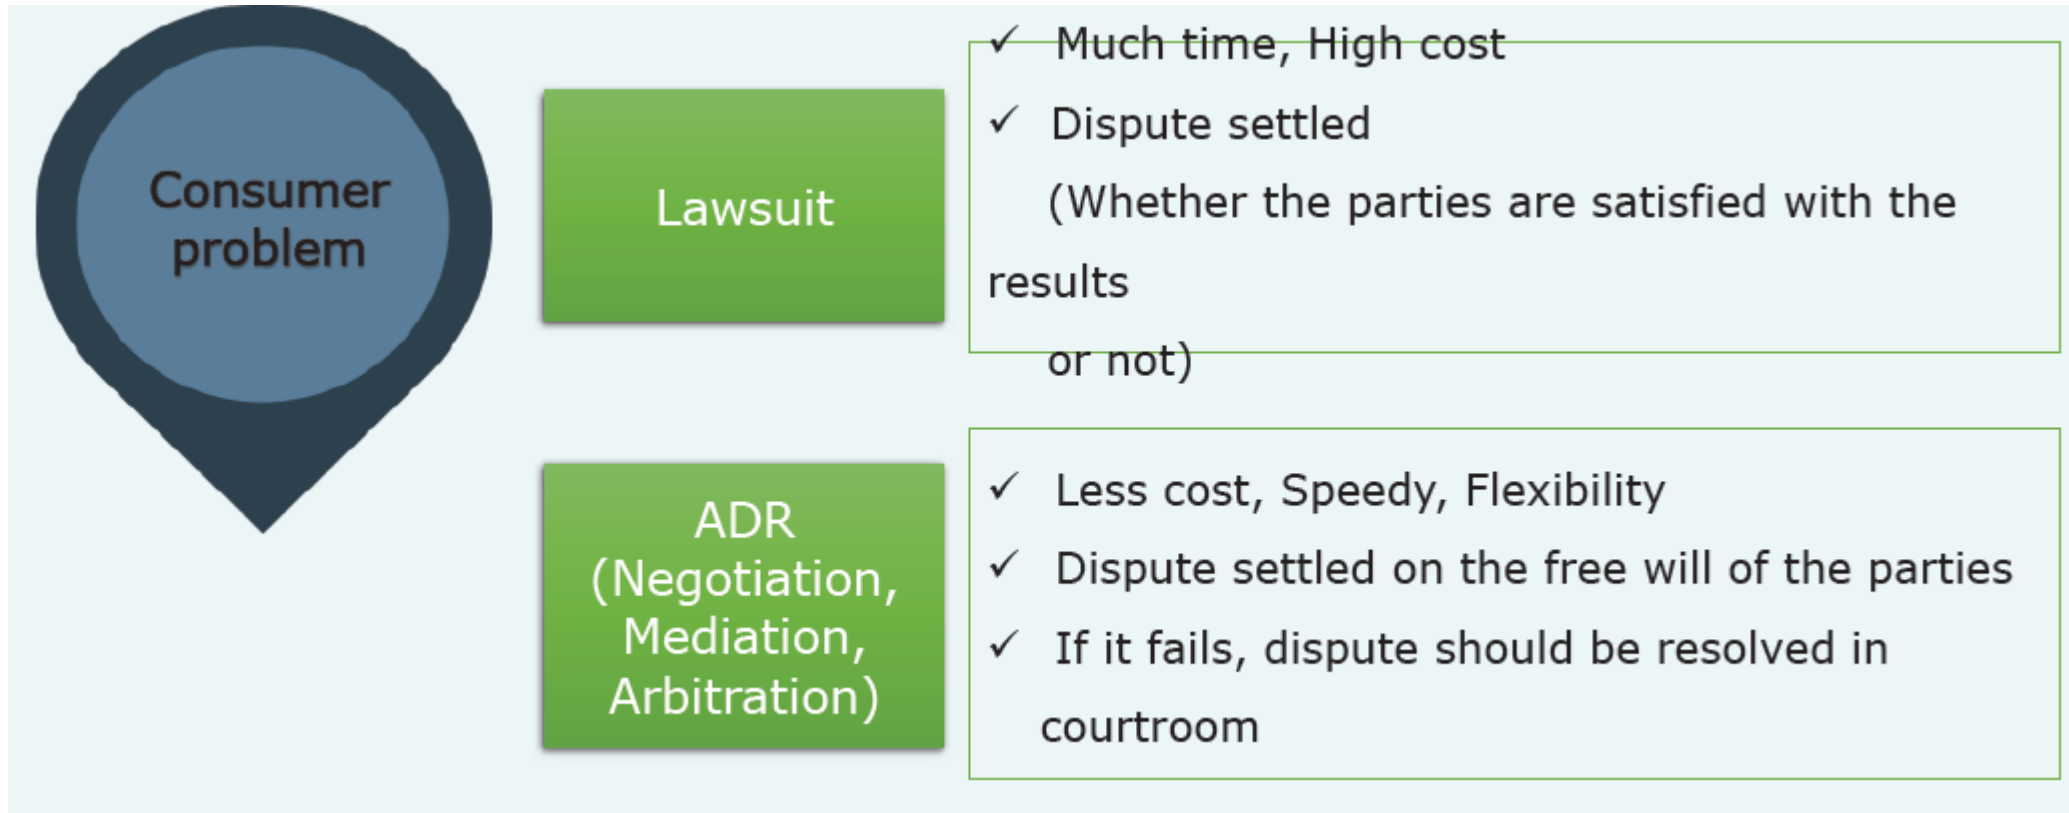 Consumer
problem
Lawsuit
✓ Much time, High cost
✓ Dispute settled
(Whether the parties are satisfied with the
results
or not)
ADR
(Negotiation,
Mediation,
Arbitration)
✓ Less cost, Speedy, Flexibility
✓ Dispute settled on the free will of the parties
✓ If it fails, dispute should be resolved in
courtroom